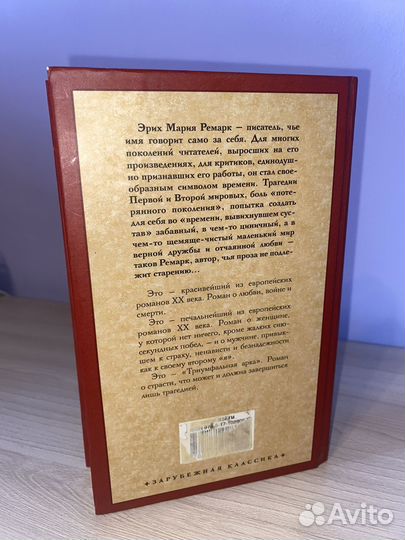 Эрих Мария Ремарк — писатель, чье
имя говорит само за себя. Для многих
поколений читателей, выросших на его
произведениях, для критиков, единодуш-
но признавших его работы, он стал свое-
образным символом времени. Трагедии
Первой и Второй мировых, боль «поте-
рянного поколения», попытка создать
для себя во «времени, вывихнувшем сус-
тав» забавный, в чем-то циничный, а в
чем-то щемяще-чистый маленький мир
верной дружбы и отчаянной любви —
таков Ремарк, автор, чья проза не подле-
жит старению...
Это — красивейший из европейских
романов XX века. Роман о любви, войне и
смерти.
Это — печальнейший из европейских
романов XX века. Роман о женщине,
у которой нет ничего, кроме жалких сию-
секундных побед, — и о мужчине, привык-
шем к страху, ненависти и безнадежности
как к своему второму «я».
Это — «Триумфальная арка». Роман
о страсти, что может и должна завершиться
лишь трагедией.
ЗАРУБЕЖНАЯ КЛАССИКА
Avito